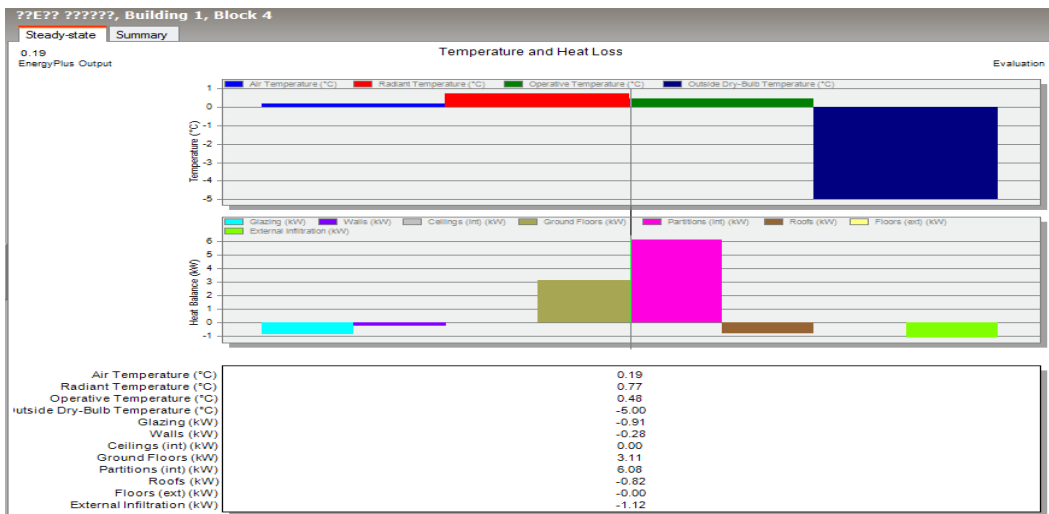 ??E?? ??????, Building 1, Block 4
Steady-state Summary
0.19 Temperature and Heat Loss
EnergyPlus Output Evaluation
Air Temperature (°C) Radiant Temperature (°C) Operative Temperature (°C) Outside Dry-Bulb Temperature (°C)
1
0
-1
-2
-3
-4
-5
Temperature (°C)
Glazing (kW) Walls (kW) Ceilings (int) (kW) Ground Floors (kW) Partitions (int) (kW) Roofs (kW) Floors (ext) (kW)
External Infiltration (kW)
6
5
4
3
2
1
0
-1
Heat Balance (kW)
Air Temperature (°C) 0.19
Radiant Temperature (°C) 0.77
Operative Temperature (°C) 0.48
utside Dry-Bulb Temperature (°C) -5.00
Glazing (kW) -0.91
Walls (kW) -0.28
Ceilings (int) (kW) 0.00
Ground Floors (kW) 3.11
Partitions (int) (kW) 6.08
Roofs (kW) -0.82
Floors (ext) (kW) -0.00
External Infiltration (kW) -1.12